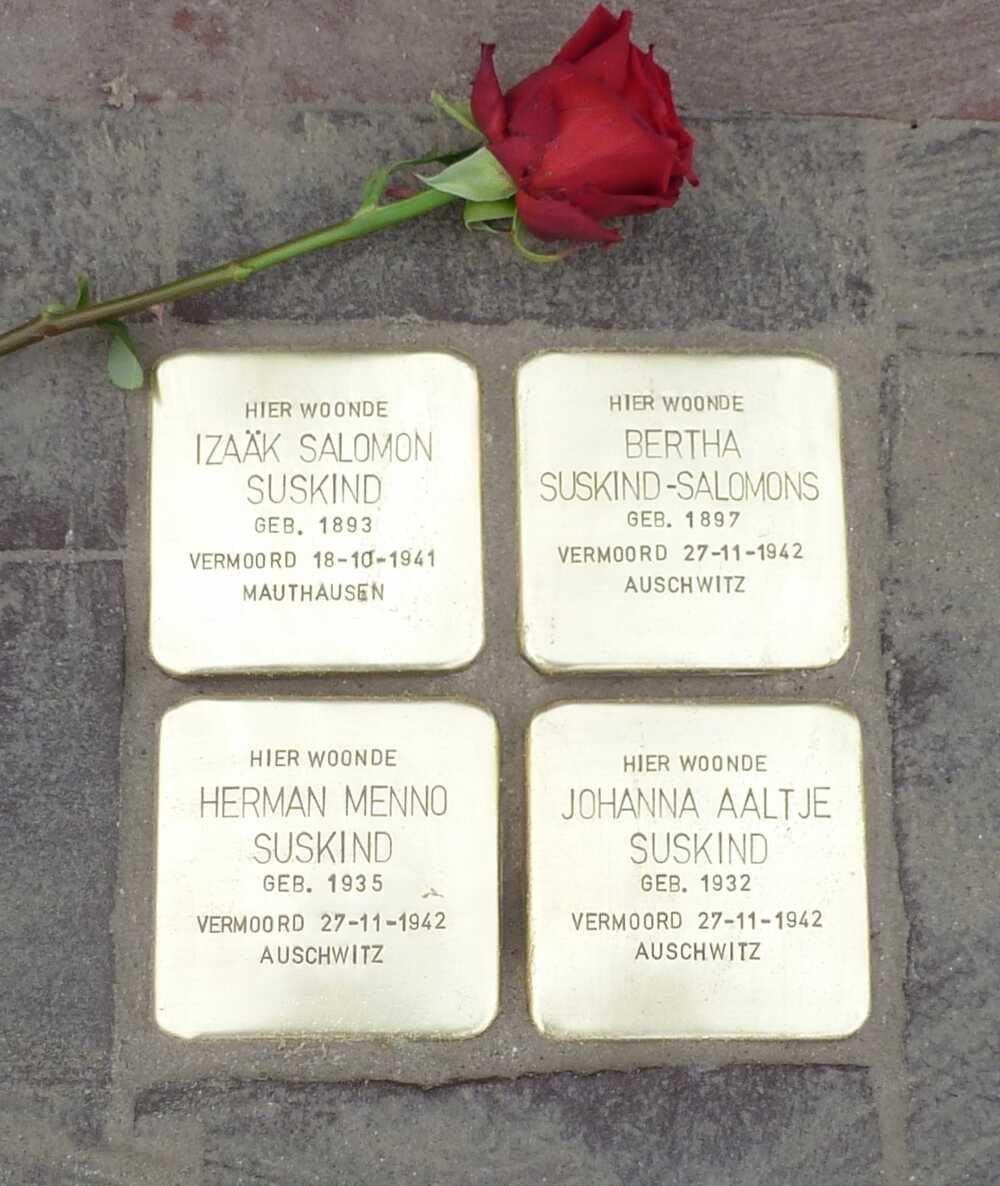 HIER WOONDE
IZAÄK SALOMON
SUSKIND
GEB. 1893
VERMOORD 18-10-1941
MAUTHAUSEN
HIER WOONDE
BERTHA
SUSKIND-SALOMONS
GEB. 1897
VERMOORD 27-11-1942
AUSCHWITZ
HIER WOONDE
HERMAN MENNO
SUSKIND
GEB. 1935
VERMOORD 27-11-1942
AUSCHWITZ
HIER WOONDE
JOHANNA AALTJE
SUSKIND
GEB. 1932
VERMOORD 27-11-1942
AUSCHWITZ